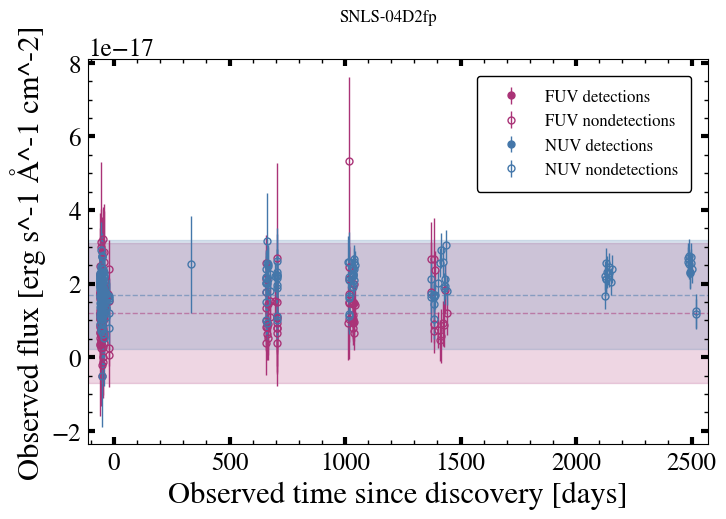 SNLS-04D2fp
1e−17
Observed flux [erg s^-1 Å^-1 cm^-2]
8
6
4
2
0
−2
FUV detections
FUV nondetections
NUV detections
NUV nondetections
0 500 1000 1500 2000 2500
Observed time since discovery [days]